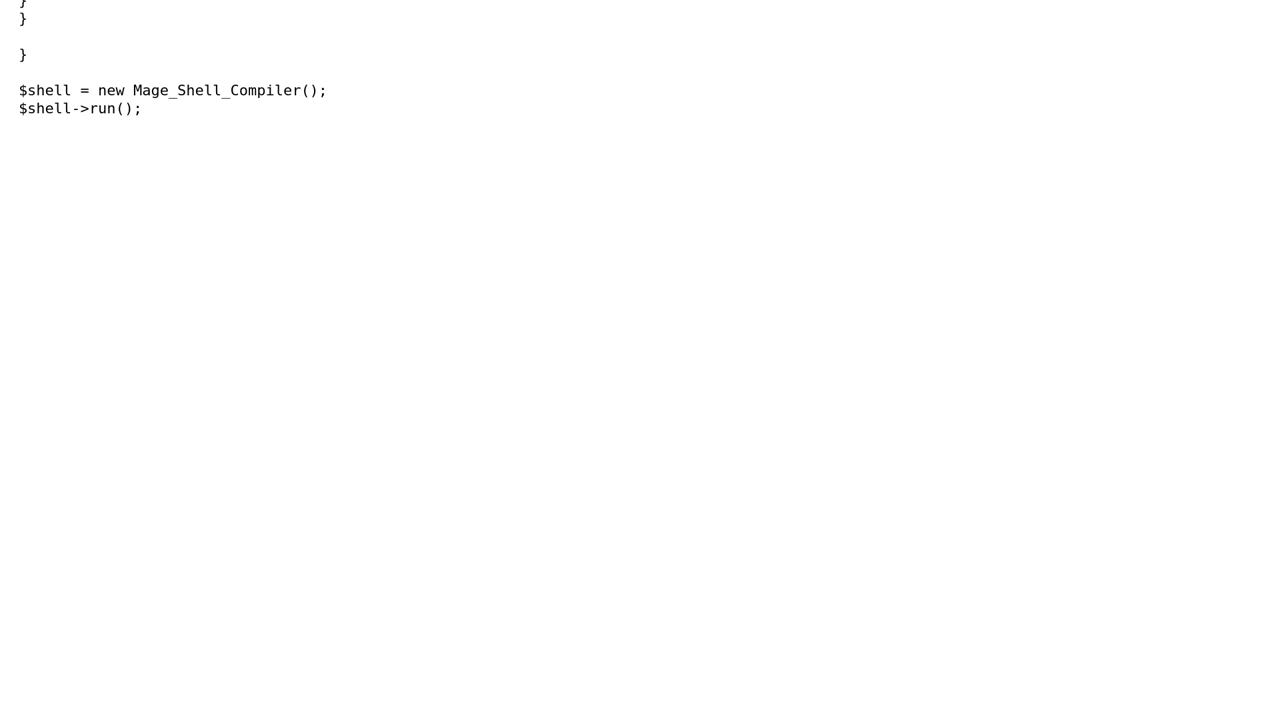 }
}
}
$shell = new Mage_Shell_Compiler();
$shell->run();